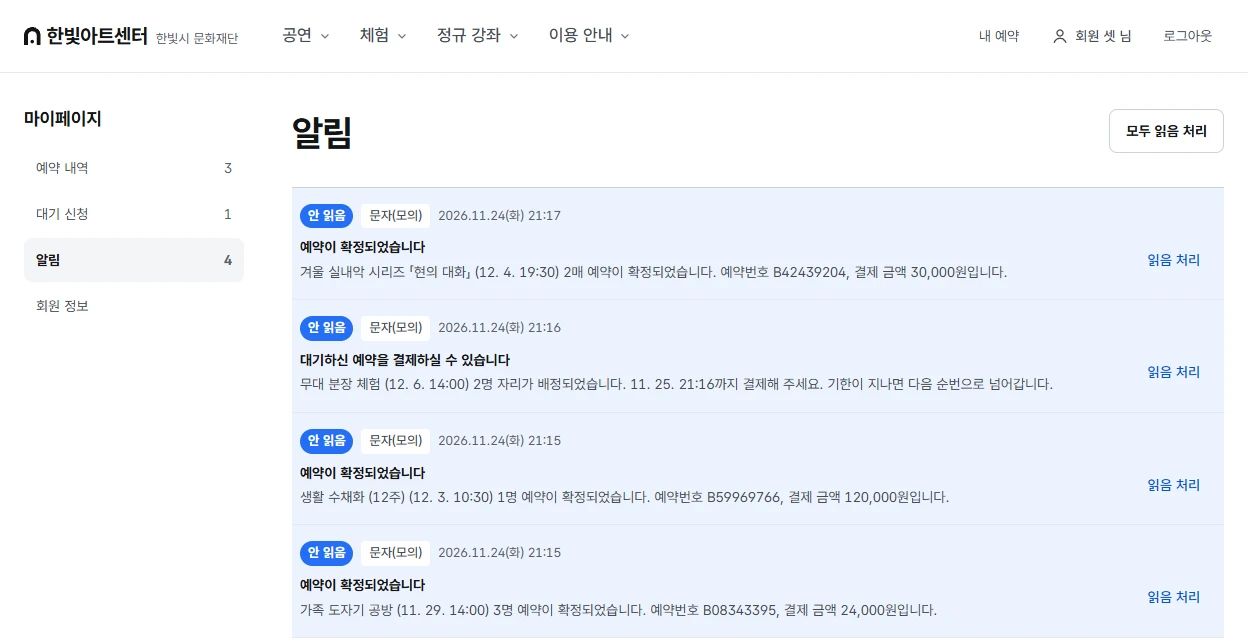 한빛아트센터 한빛시 문화재단 공연 체험 정규 강좌 이용 안내 내 예약 회원 셋 님 로그아웃
마이페이지
예약 내역 3
대기 신청 1
알림 4
회원 정보
알림
모두 읽음 처리
안 읽음 문자(모의) 2026.11.24(화) 21:17
예약이 확정되었습니다
겨울 실내악 시리즈 「현의 대화」 (12. 4. 19:30) 2매 예약이 확정되었습니다. 예약번호 B42439204, 결제 금액 30,000원입니다.
읽음 처리
안 읽음 문자(모의) 2026.11.24(화) 21:16
대기하신 예약을 결제하실 수 있습니다
무대 분장 체험 (12. 6. 14:00) 2명 자리가 배정되었습니다. 11. 25. 21:16까지 결제해 주세요. 기한이 지나면 다음 순번으로 넘어갑니다.
읽음 처리
안 읽음 문자(모의) 2026.11.24(화) 21:15
예약이 확정되었습니다
생활 수채화 (12주) (12. 3. 10:30) 1명 예약이 확정되었습니다. 예약번호 B59969766, 결제 금액 120,000원입니다.
읽음 처리
안 읽음 문자(모의) 2026.11.24(화) 21:15
예약이 확정되었습니다
가족 도자기 공방 (11. 29. 14:00) 3명 예약이 확정되었습니다. 예약번호 B08343395, 결제 금액 24,000원입니다.
읽음 처리